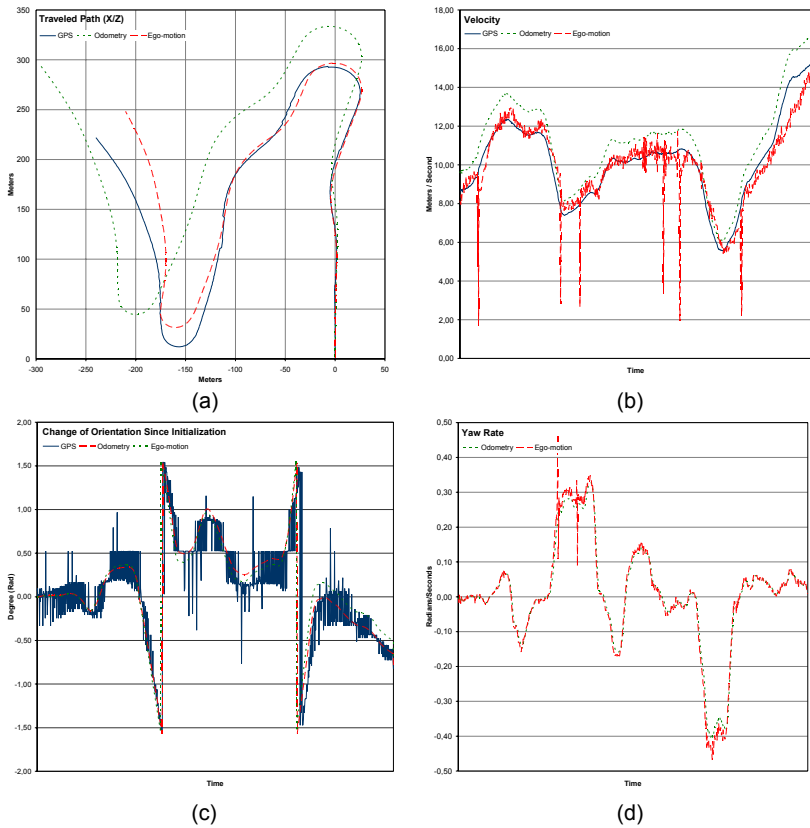 Traveled Path (X/Z)
GPS Odometry Ego-motion
400
350
300
250
200
150
100
50
0
Meters
-300 -250 -200 -150 -100 -50 0 50
Meters
(a)
Velocity
GPS Odometry Ego-motion
18,00
16,00
14,00
12,00
10,00
8,00
6,00
4,00
2,00
0,00
Meters / Second
Time
(b)
Change of Orientation Since Initialization
GPS Odometry Ego-motion
2,00
1,50
1,00
0,50
0,00
-0,50
-1,00
-1,50
-2,00
Degree (Rad)
Time
(c)
Yaw Rate
Odometry Ego-motion
0,50
0,40
0,30
0,20
0,10
0,00
-0,10
-0,20
-0,30
-0,40
-0,50
Radians/Seconds
Time
(d)